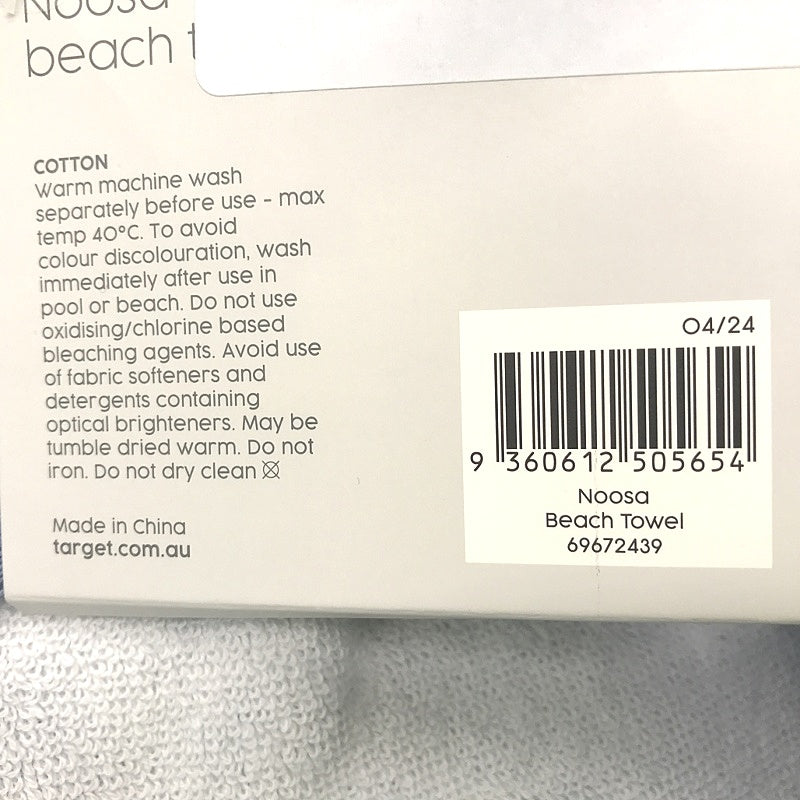 Noosa
beach
COTTON
Warm machine wash
separately before use - max
temp 40°C. To avoid
colour discolouration, wash
immediately after use in
pool or beach. Do not use
oxidising/chlorine based
bleaching agents. Avoid use
of fabric softeners and
detergents containing
optical brighteners. May be
tumble dried warm. Do not
iron. Do not dry clean
Made in China
target.com.au
04/24
9 360612 505654
Noosa
Beach Towel
69672439